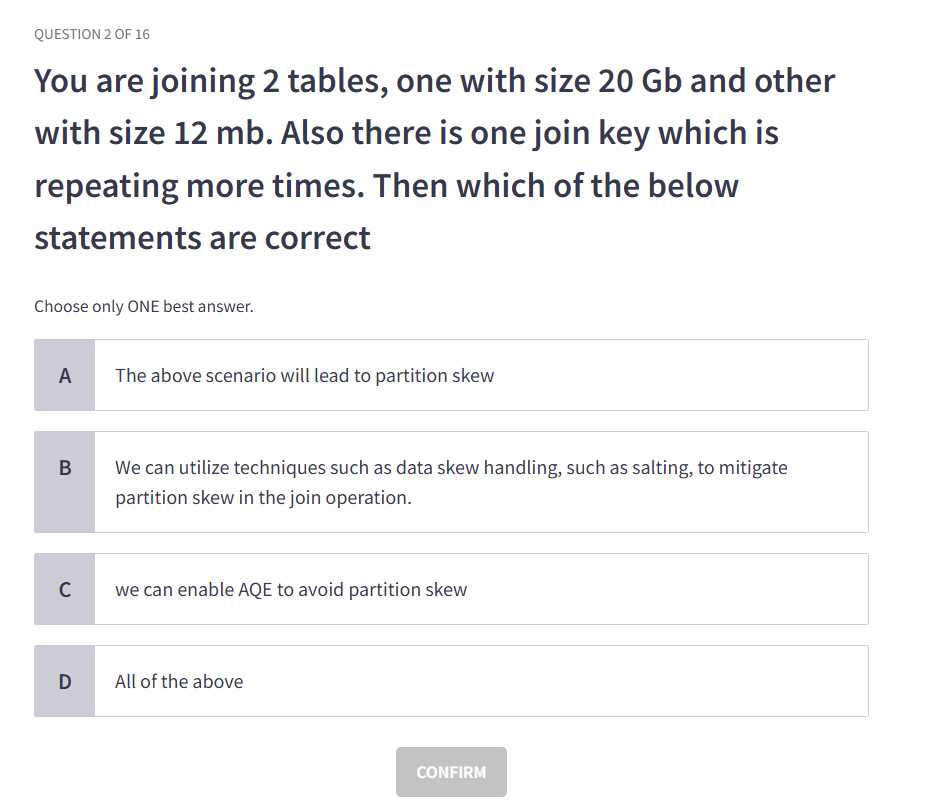 QUESTION 2 OF 16
You are joining 2 tables, one with size 20 Gb and other
with size 12 mb. Also there is one join key which is
repeating more times. Then which of the below
statements are correct
Choose only ONE best answer.
A
The above scenario will lead to partition skew
B
We can utilize techniques such as data skew handling, such as salting, to mitigate
partition skew in the join operation.
C
we can enable AQE to avoid partition skew
D
All of the above
CONFIRM